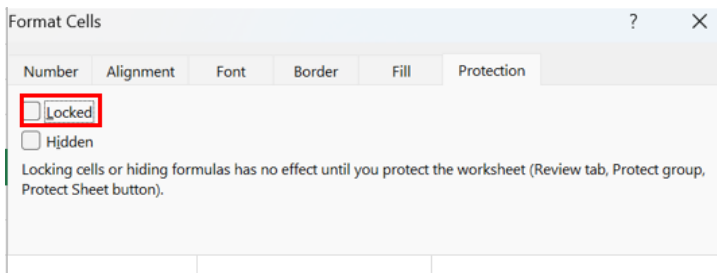 Format Cells ? ✕
Number Alignment Font Border Fill Protection
Locked
Hidden
Locking cells or hiding formulas has no effect until you protect the worksheet (Review tab, Protect group,
Protect Sheet button).